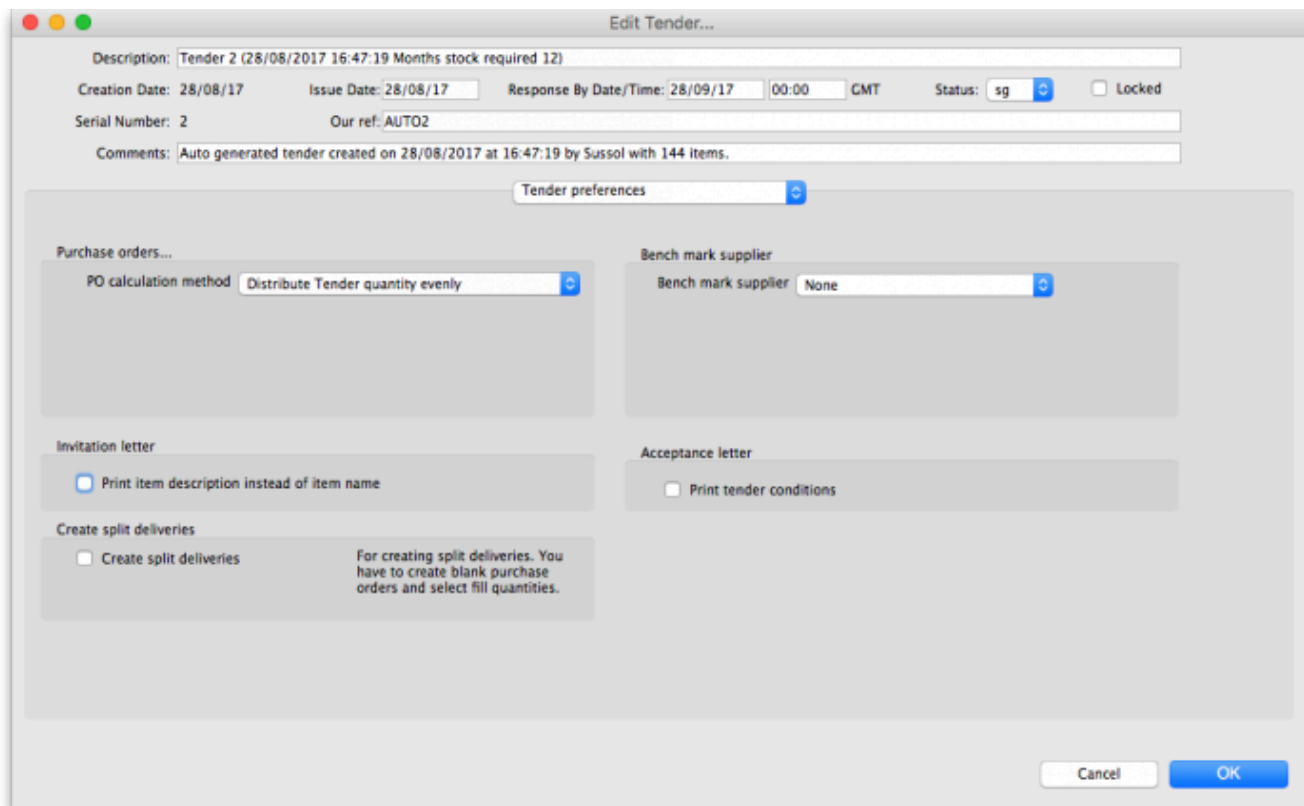 Edit Tender...
Description: Tender 2 (28/08/2017 16:47:19 Months stock required 12)
Creation Date: 28/08/17 Issue Date: 28/08/17 Response By Date/Time: 28/09/17 00:00 GMT Status: sg Locked
Serial Number: 2 Our ref: AUTO2
Comments: Auto generated tender created on 28/08/2017 at 16:47:19 by Sussol with 144 items.
Tender preferences
Purchase orders...
PO calculation method Distribute Tender quantity evenly
Bench mark supplier
Bench mark supplier None
Invitation letter
Print item description instead of item name
Acceptance letter
Print tender conditions
Create split deliveries
Create split deliveries
For creating split deliveries. You
have to create blank purchase
orders and select fill quantities.
Cancel OK